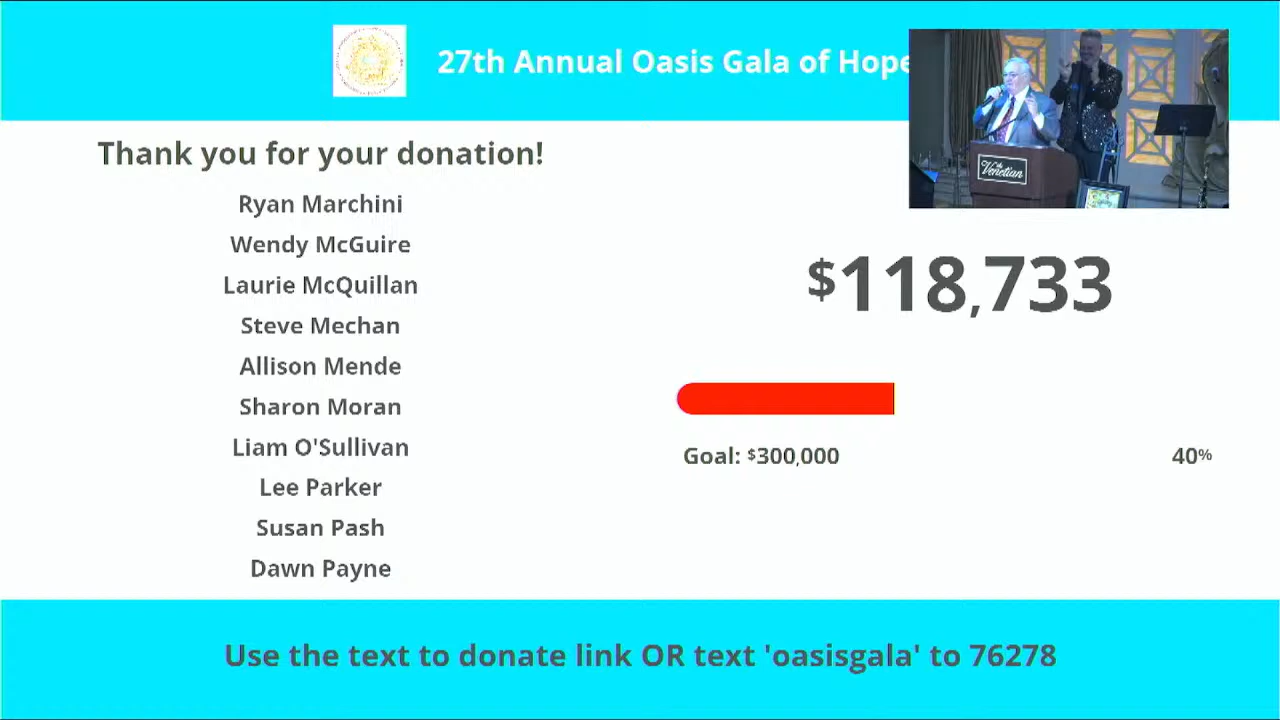 27th Annual Oasis Gala of Hope
the
Venetian
Thank you for your donation!
Ryan Marchini
Wendy McGuire
Laurie McQuillan
Steve Mechan
Allison Mende
Sharon Moran
Liam O'Sullivan
Lee Parker
Susan Pash
Dawn Payne
$118,733
Goal: $300,000
40%
Use the text to donate link OR text 'oasisgala' to 76278